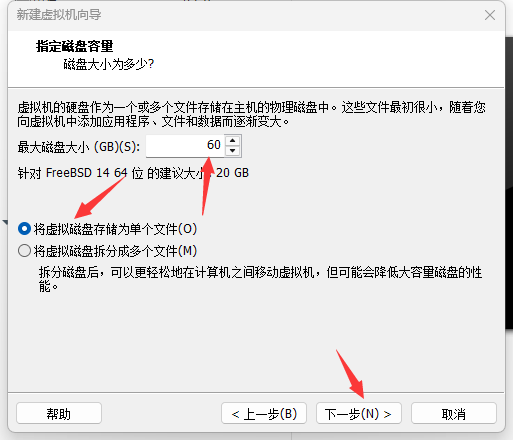 新建虚拟机向导
指定磁盘容量
磁盘大小为多少?
虚拟机的硬盘作为一个或多个文件存储在主机的物理磁盘中。这些文件最初很小，随着您
向虚拟机中添加应用程序、文件和数据而逐渐变大。
最大磁盘大小 (GB)(S): 60
针对 FreeBSD 14 64 位 的建议大小: 20 GB
将虚拟磁盘存储为单个文件(O)
将虚拟磁盘拆分成多个文件(M)
拆分磁盘后，可以更轻松地在计算机之间移动虚拟机，但可能会降低大容量磁盘的性
能。
帮助 < 上一步(B) 下一步(N) > 取消